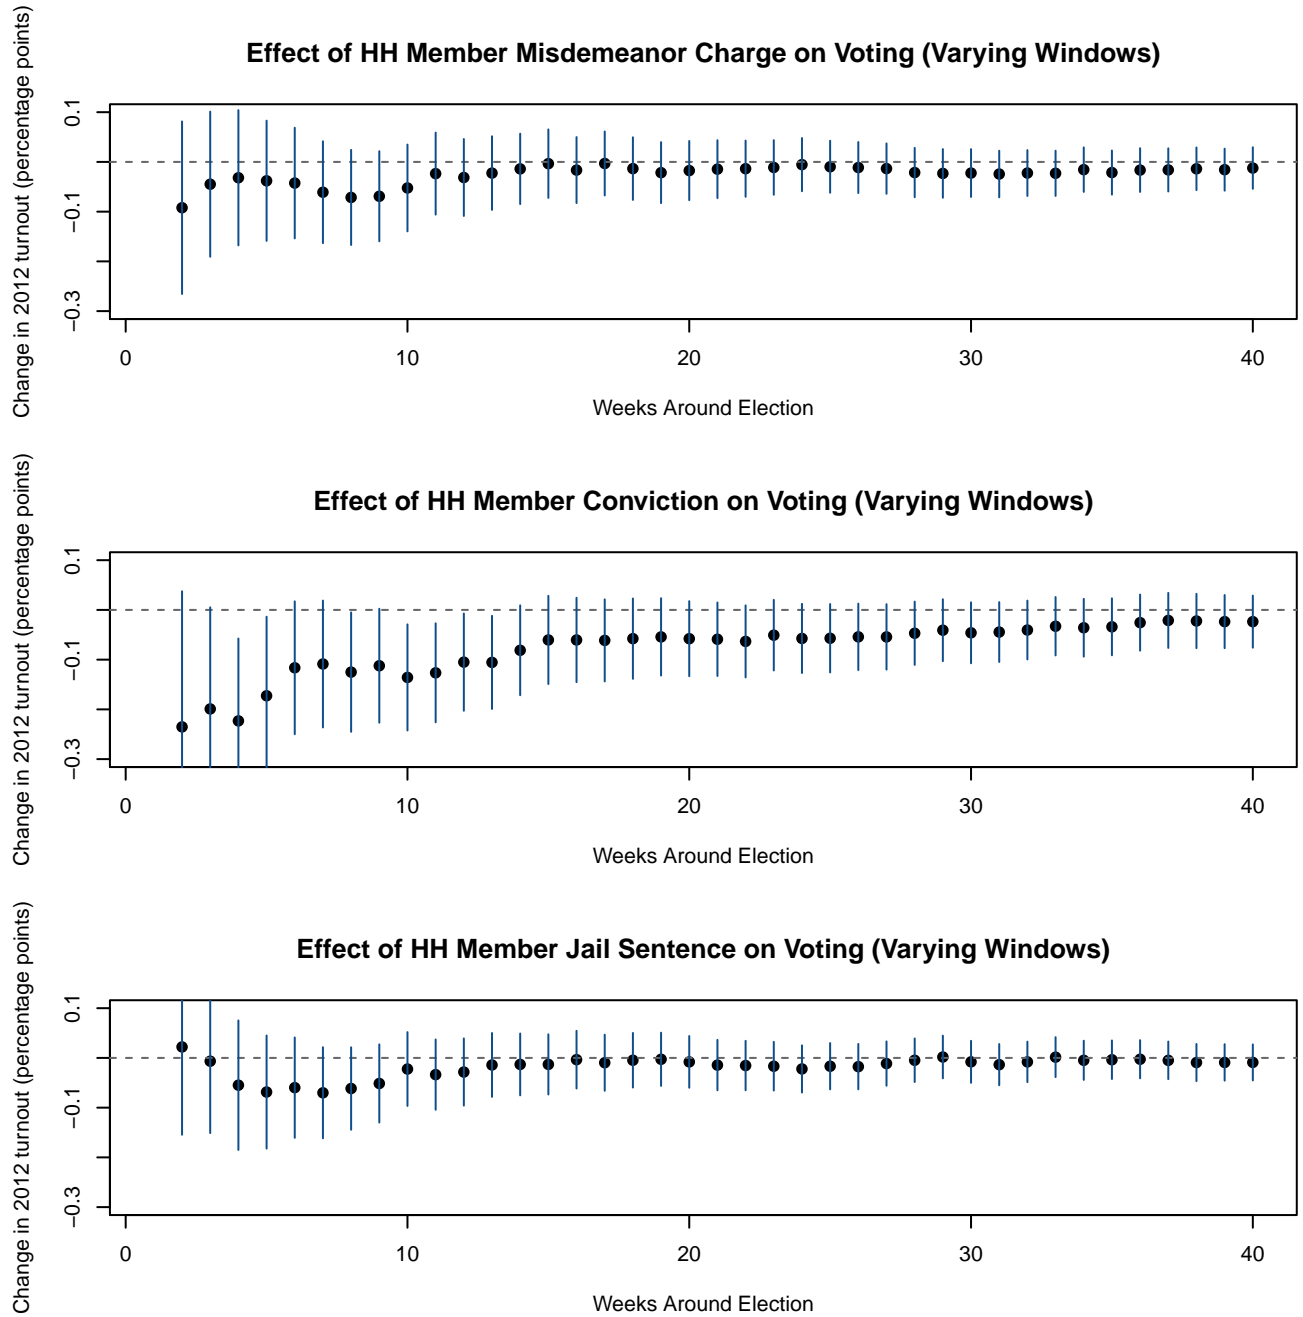 Effect of HH Member Misdemeanor Charge on Voting (Varying Windows)
Change in 2012 turnout (percentage points)
0.1
−0.1
−0.3
0 10 20 30 40
Weeks Around Election
Effect of HH Member Conviction on Voting (Varying Windows)
Change in 2012 turnout (percentage points)
0.1
−0.1
−0.3
0 10 20 30 40
Weeks Around Election
Effect of HH Member Jail Sentence on Voting (Varying Windows)
Change in 2012 turnout (percentage points)
0.1
−0.1
−0.3
0 10 20 30 40
Weeks Around Election